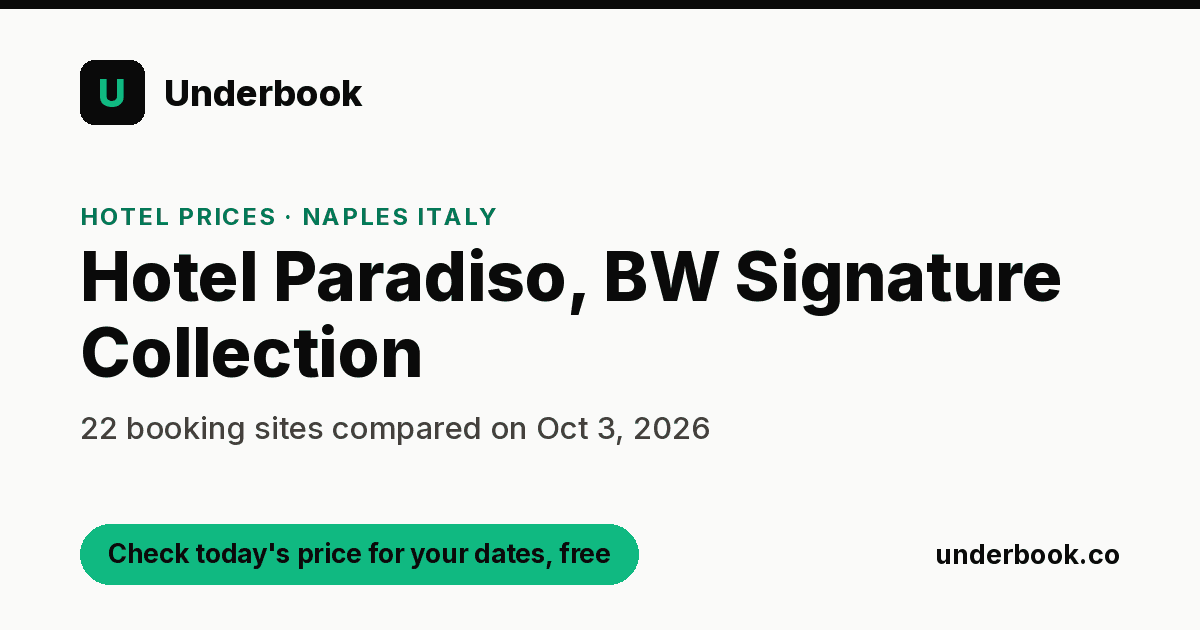 U Underbook
HOTEL PRICES · NAPLES ITALY
Hotel Paradiso, BW Signature
Collection
22 booking sites compared on Oct 3, 2026
Check today's price for your dates, free
underbook.co